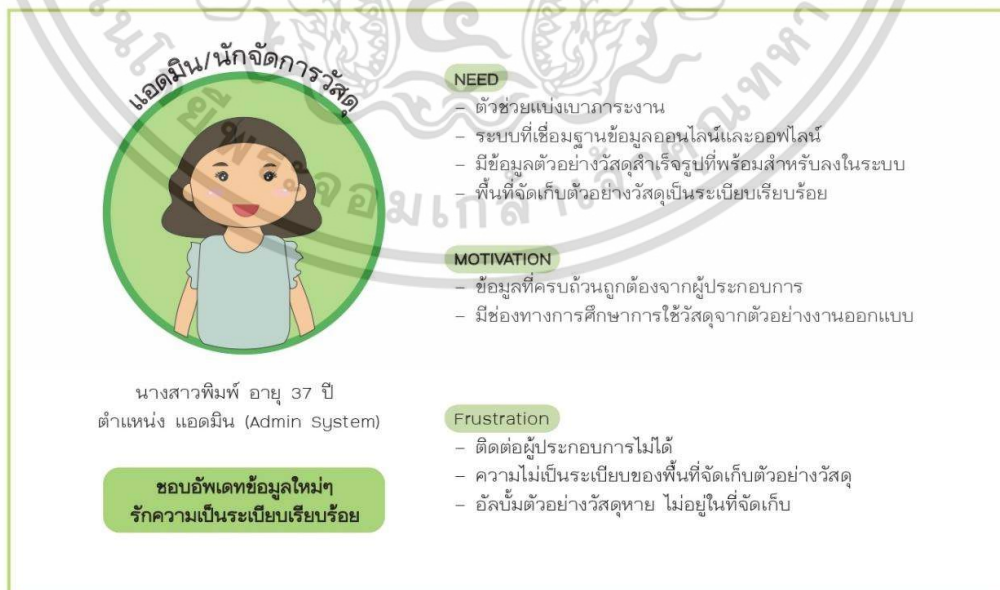 แอดมิน/นักจัดการวัสดุ
NEED
– ตัวช่วยแบ่งเบาภาระงาน
– ระบบที่เชื่อมฐานข้อมูลออนไลน์และออฟไลน์
– มีข้อมูลตัวอย่างวัสดุสำเร็จรูปที่พร้อมสำหรับลงในระบบ
– พื้นที่จัดเก็บตัวอย่างวัสดุเป็นระเบียบเรียบร้อย
MOTIVATION
– ข้อมูลที่ครบถ้วนถูกต้องจากผู้ประกอบการ
– มีช่องทางการศึกษาการใช้วัสดุจากตัวอย่างงานออกแบบ
นางสาวพิมพ์ อายุ 37 ปี
ตำแหน่ง แอดมิน (Admin System)
ชอบอัพเดทข้อมูลใหม่ๆ
รักความเป็นระเบียบเรียบร้อย
Frustration
– ติดต่อผู้ประกอบการไม่ได้
– ความไม่เป็นระเบียบของพื้นที่จัดเก็บตัวอย่างวัสดุ
– อัลบั้มตัวอย่างวัสดุหาย ไม่อยู่ในที่จัดเก็บ